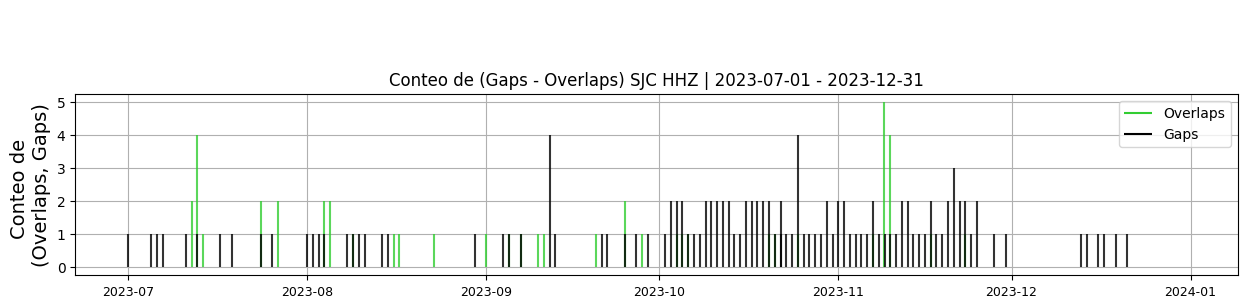 Conteo de (Gaps - Overlaps) SJC HHZ | 2023-07-01 - 2023-12-31
Conteo de
(Overlaps, Gaps)
5
4
3
2
1
0
Overlaps
Gaps
2023-07
2023-08
2023-09
2023-10
2023-11
2023-12
2024-01